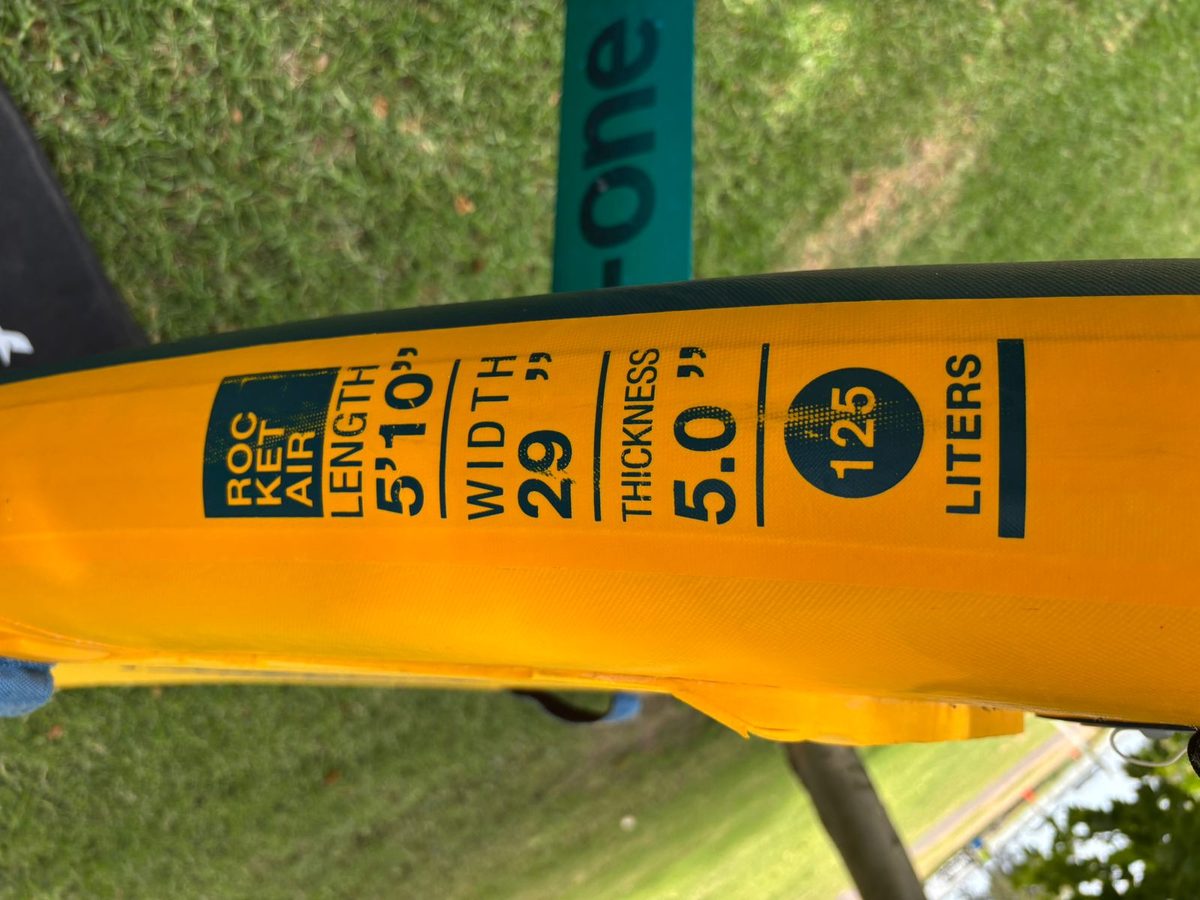 ROC
KET
AIR
LENGTH
5'10"
WIDTH
29"
THICKNESS
5.0 "
125
LITERS
-one